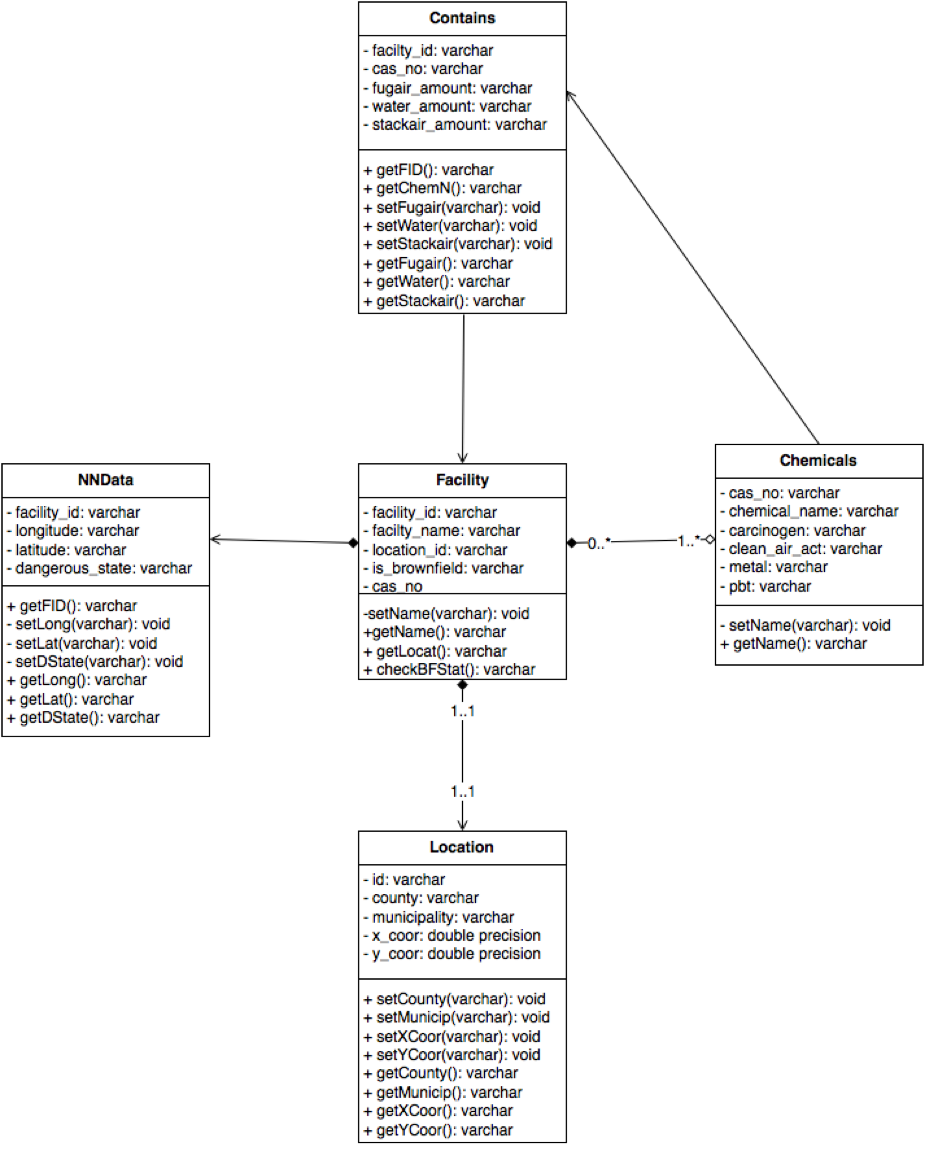 Contains
- facilty_id: varchar
- cas_no: varchar
- fugair_amount: varchar
- water_amount: varchar
- stackair_amount: varchar
+ getFID(): varchar
+ getChemN(): varchar
+ setFugair(varchar): void
+ setWater(varchar): void
+ setStackair(varchar): void
+ getFugair(): varchar
+ getWater(): varchar
+ getStackair(): varchar
NNData
- facility_id: varchar
- longitude: varchar
- latitude: varchar
- dangerous_state: varchar
+ getFID(): varchar
- setLong(varchar): void
- setLat(varchar): void
- setDState(varchar): void
+ getLong(): varchar
+ getLat(): varchar
+ getDState(): varchar
Facility
- facility_id: varchar
- facilty_name: varchar
- location_id: varchar
- is_brownfield: varchar
- cas_no
-setName(varchar): void
+getName(): varchar
+ getLocat(): varchar
+ checkBFStat(): varchar
0..*
1..*
Chemicals
- cas_no: varchar
- chemical_name: varchar
- carcinogen: varchar
- clean_air_act: varchar
- metal: varchar
- pbt: varchar
- setName(varchar): void
+ getName(): varchar
1..1
1..1
Location
- id: varchar
- county: varchar
- municipality: varchar
- x_coor: double precision
- y_coor: double precision
+ setCounty(varchar): void
+ setMunicip(varchar): void
+ setXCoor(varchar): void
+ setYCoor(varchar): void
+ getCounty(): varchar
+ getMunicip(): varchar
+ getXCoor(): varchar
+ getYCoor(): varchar